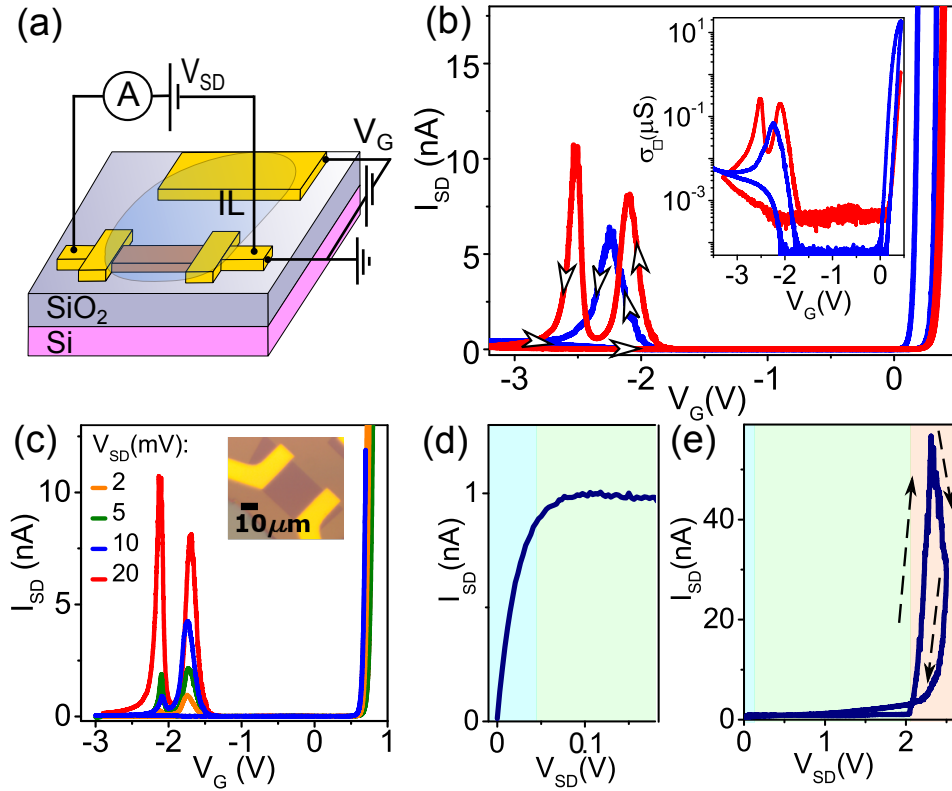 (a)
A
V_SD
V_G
IL
SiO₂
Si
(b)
I_SD (nA)
15
10
5
0
-3
-2
-1
0
V_G(V)
σ□(μS)
10¹
10⁻¹
10⁻³
-3
-2
-1
0
V_G(V)
(c)
V_SD(mV):
2
5
10
20
10μm
I_SD (nA)
10
5
0
-3
-2
-1
0
1
V_G (V)
(d)
I_SD (nA)
1
0
0.1
V_SD(V)
(e)
I_SD(nA)
40
20
0
0
2
V_SD(V)